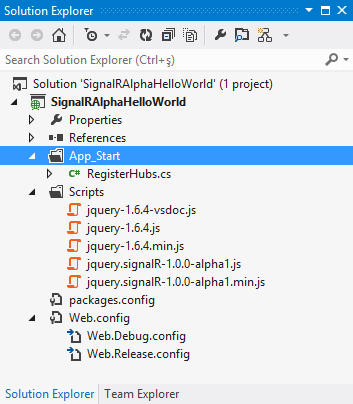 Solution Explorer
Search Solution Explorer (Ctrl+ş)
Solution 'SignalRAlphaHelloWorld' (1 project)
SignalRAlphaHelloWorld
Properties
References
App_Start
C# RegisterHubs.cs
Scripts
jquery-1.6.4-vsdoc.js
jquery-1.6.4.js
jquery-1.6.4.min.js
jquery.signalR-1.0.0-alpha1.js
jquery.signalR-1.0.0-alpha1.min.js
packages.config
Web.config
Web.Debug.config
Web.Release.config
Solution Explorer Team Explorer